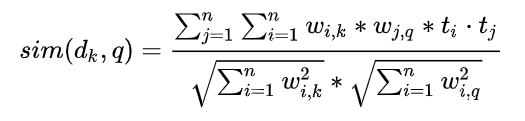 sim(d_k, q) = \frac{\sum_{j=1}^{n} \sum_{i=1}^{n} w_{i,k} * w_{j,q} * t_i \cdot t_j}{\sqrt{\sum_{i=1}^{n} w_{i,k}^2} * \sqrt{\sum_{i=1}^{n} w_{i,q}^2}}